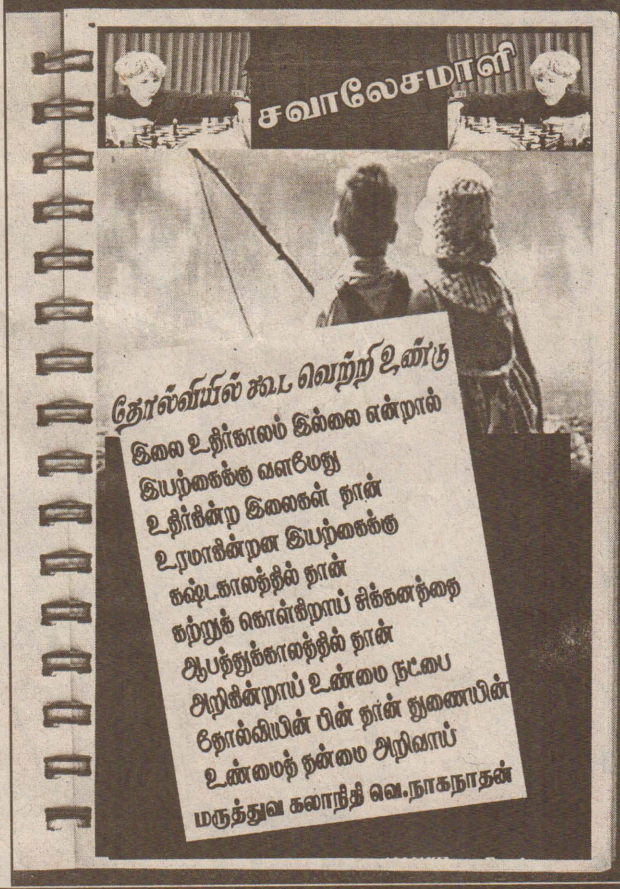 சவாலேசமாளி
தோல்வியில் கூட வெற்றி உண்டு
இலை உதிர்காலம் இல்லை என்றால்
இயற்கைக்கு வளமேது
உதிர்கின்ற இலைகள் தான்
உரமாகின்றன இயற்கைக்கு
கஷ்டகாலத்தில் தான்
கற்றுக் கொள்கிறாய் சிக்கனத்தை
ஆபத்துக்காலத்தில் தான்
அறிகின்றாய் உண்மை நட்பை
தோல்வியின் பின் தான் துணையின்
உண்மைத் தன்மை அறிவாய்
மருத்துவ கலாநிதி வெ.நாகநாதன்